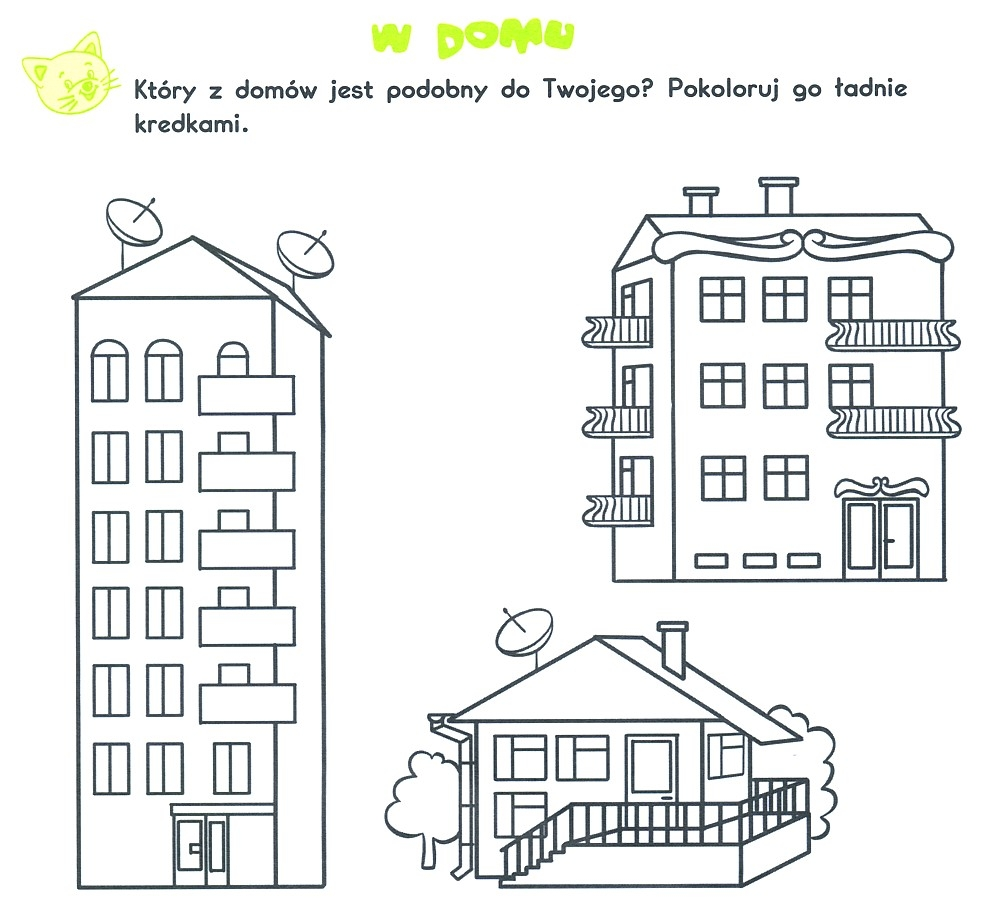 W DOMU
Który z domów jest podobny do Twojego? Pokoloruj go ładnie
kredkami.